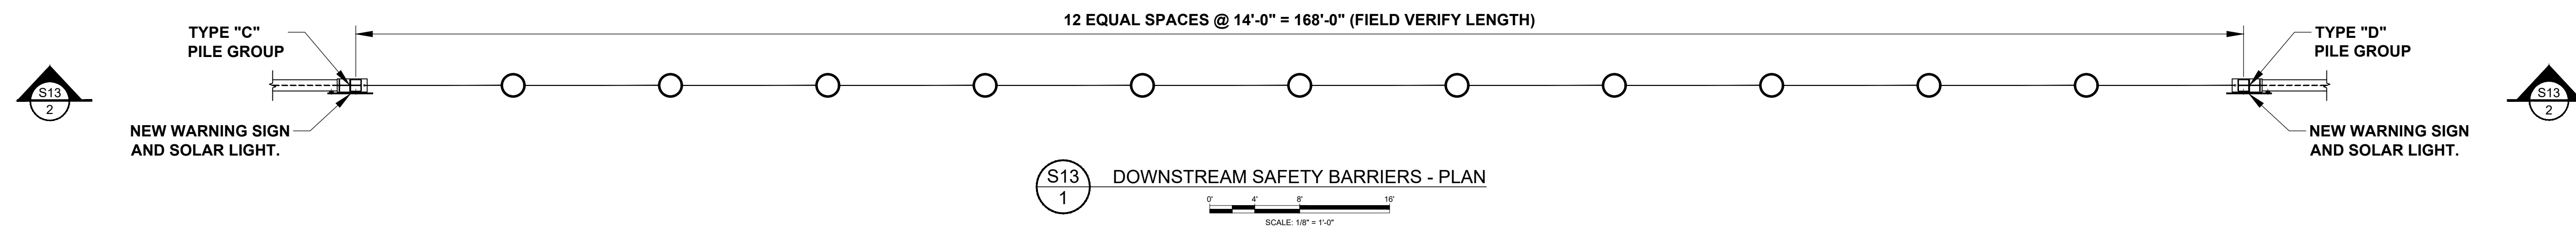 12 EQUAL SPACES @ 14'-0" = 168'-0" (FIELD VERIFY LENGTH)
TYPE "C"
PILE GROUP
TYPE "D"
PILE GROUP
S13
2
S13
2
NEW WARNING SIGN
AND SOLAR LIGHT.
NEW WARNING SIGN
AND SOLAR LIGHT.
S13
1
DOWNSTREAM SAFETY BARRIERS - PLAN
0' 4' 8' 16'
SCALE: 1/8" = 1'-0"